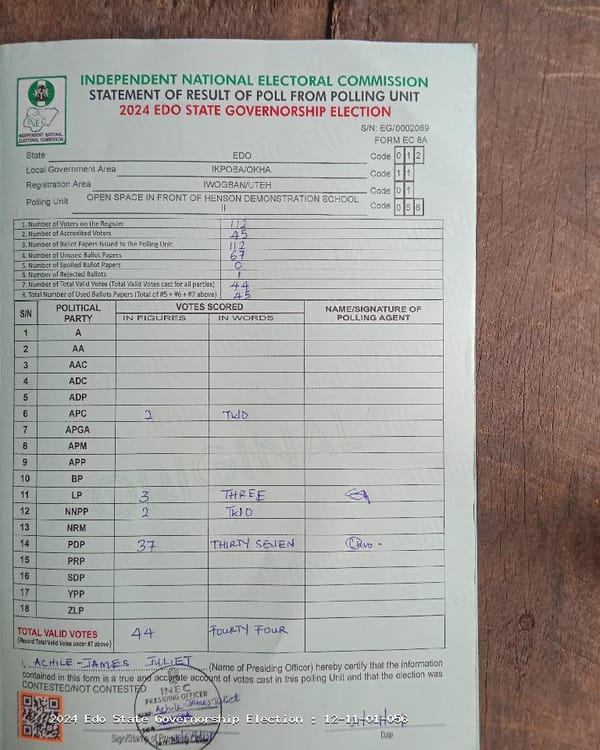 INDEPENDENT NATIONAL ELECTORAL COMMISSION
STATEMENT OF RESULT OF POLL FROM POLLING UNIT
2024 EDO STATE GOVERNORSHIP ELECTION
INEC
INDEPENDENT NATIONAL ELECTORAL COMMISSION
S/N: EG/0002069
FORM EC 8A
State EDO Code 0 1 2
Local Government Area IKPOBA/OKHA Code 1 1
Registration Area IWOGBAN/UTEH Code 0 1
Polling Unit OPEN SPACE IN FRONT OF HENSON DEMONSTRATION SCHOOL II Code 0 5 6
1. Number of Voters on the Register 112
2. Number of Accredited Voters 45
3. Number of Ballot Papers Issued to the Polling Unit 112
4. Number of Unused Ballot Papers 67
5. Number of Spoiled Ballot Papers 0
6. Number of Rejected Ballots 1
7. Number of Total Valid Votes (Total Valid Votes cast for all parties) 44
8. Total Number of Used Ballots Papers (Total of #5 + #6 + #7 above) 45
S/N POLITICAL PARTY VOTES SCORED NAME/SIGNATURE OF POLLING AGENT
IN FIGURES IN WORDS
1 A
2 AA
3 AAC
4 ADC
5 ADP
6 APC 2 TWO
7 APGA
8 APM
9 APP
10 BP
11 LP 3 THREE
12 NNPP 2 TWO
13 NRM
14 PDP 37 THIRTY SEVEN
15 PRP
16 SDP
17 YPP
18 ZLP
ORIGINAL
TOTAL VALID VOTES 44 FOURTY FOUR
(Record Total Valid Votes under #7 above)
I, ACHILE-JAMES JULIET (Name of Presiding Officer) hereby certify that the information
contained in this form is a true and accurate account of votes cast in this polling Unit and that the election was
CONTESTED/NOT CONTESTED
INEC
PRESIDING OFFICER
Achile James Juliet
2024 Edo State Governorship Election : 12-11-01-056
Sign/Stamp of Date